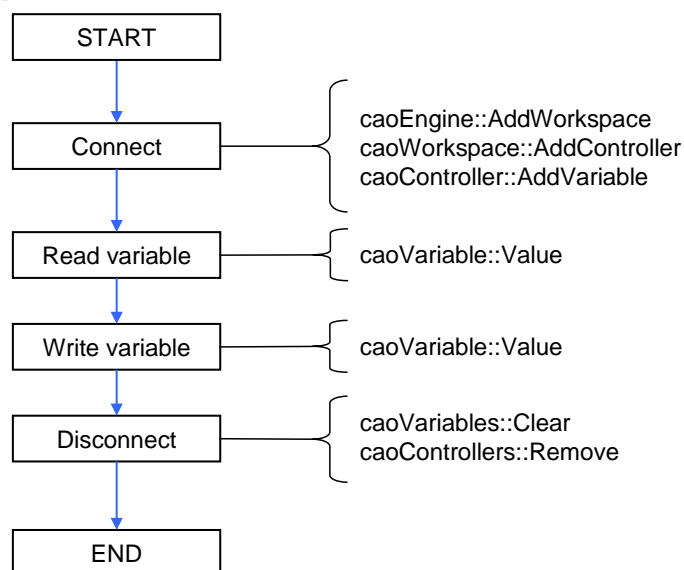 START
Connect
caoEngine::AddWorkspace
caoWorkspace::AddController
caoController::AddVariable
Read variable
caoVariable::Value
Write variable
caoVariable::Value
Disconnect
caoVariables::Clear
caoControllers::Remove
END